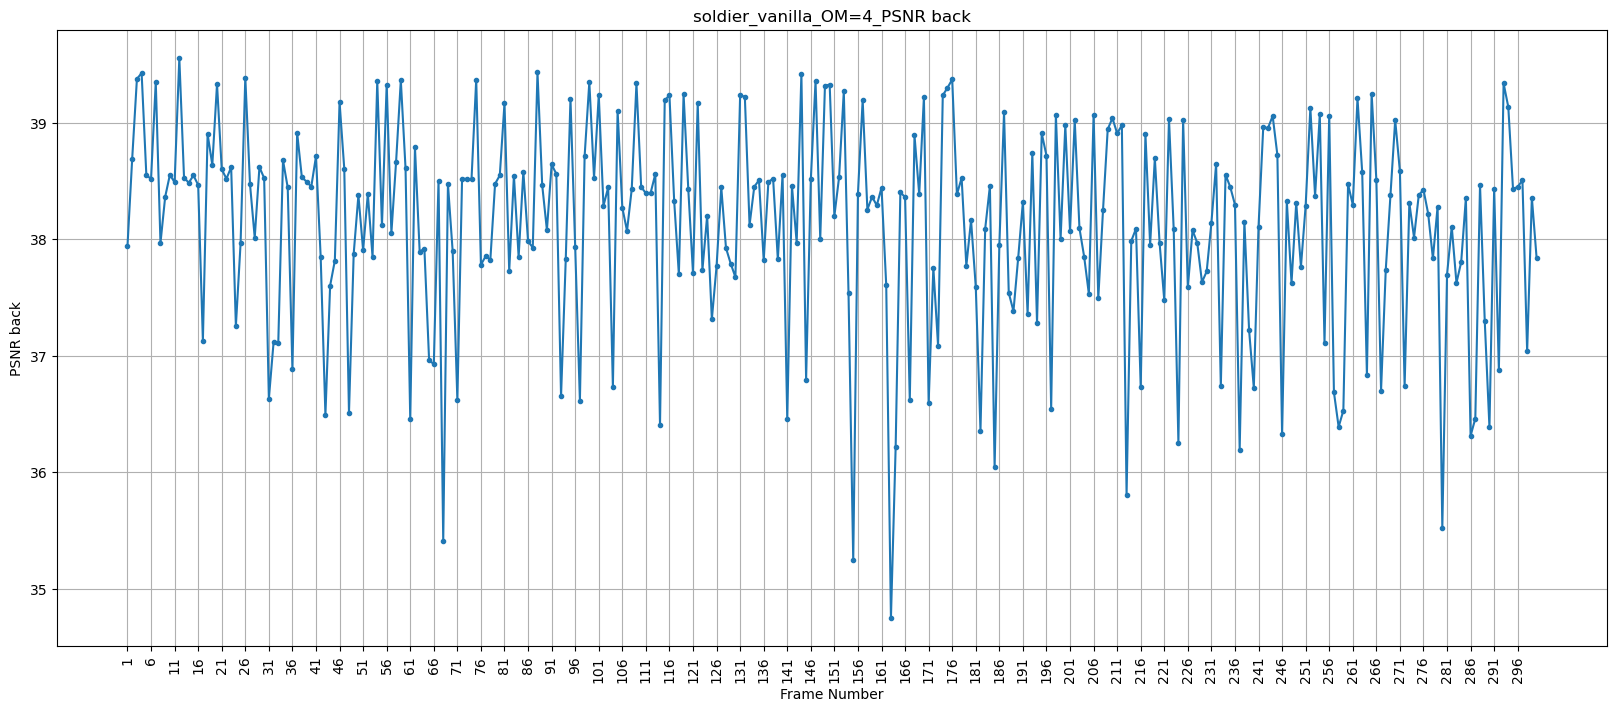 soldier_vanilla_OM=4_PSNR back
PSNR back
39
38
37
36
35
1 6 11 16 21 26 31 36 41 46 51 56 61 66 71 76 81 86 91 96 101 106 111 116 121 126 131 136 141 146 151 156 161 166 171 176 181 186 191 196 201 206 211 216 221 226 231 236 241 246 251 256 261 266 271 276 281 286 291 296
Frame Number